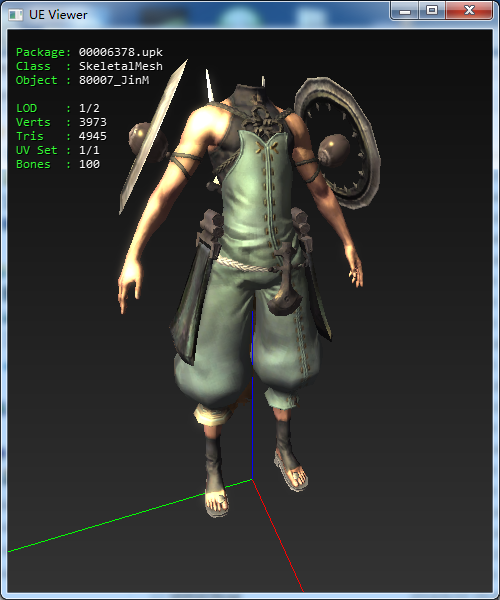 UE Viewer
Package: 00006378.upk
Class  : SkeletalMesh
Object : 80007_JinM
LOD    : 1/2
Verts  : 3973
Tris   : 4945
UV Set : 1/1
Bones  : 100